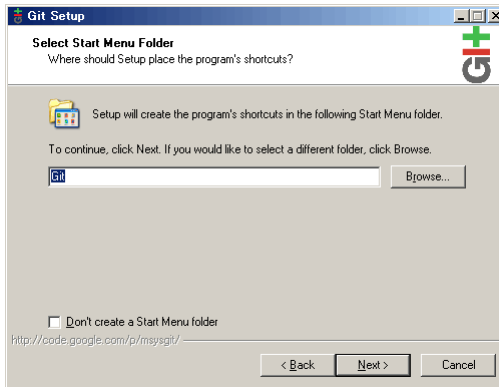 Git Setup
Select Start Menu Folder
Where should Setup place the program's shortcuts?
git
Setup will create the program's shortcuts in the following Start Menu folder.
To continue, click Next. If you would like to select a different folder, click Browse.
Git
Browse...
Don't create a Start Menu folder
http://code.google.com/p/msysgit/
< Back
Next >
Cancel